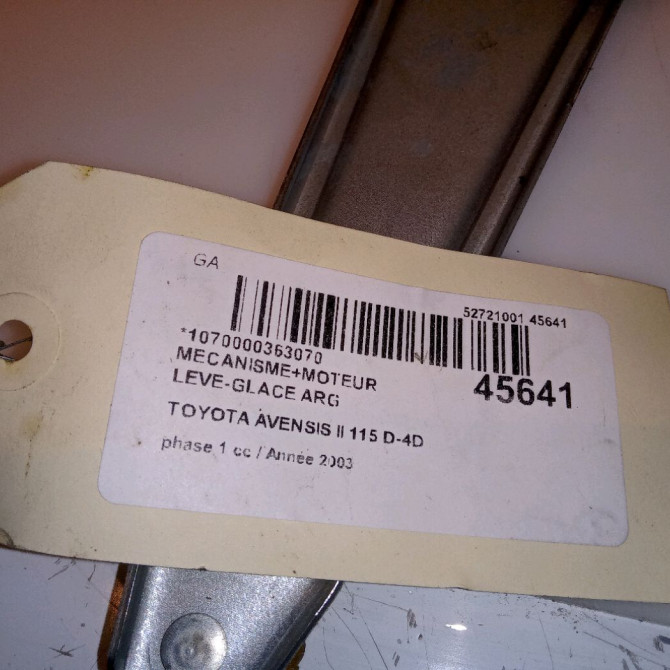 GA
52721001 45641
*1070000363070
45641
MECANISME+MOTEUR
LEVE-GLACE ARG
TOYOTA AVENSIS II 115 D-4D
phase 1 cc / Année 2003